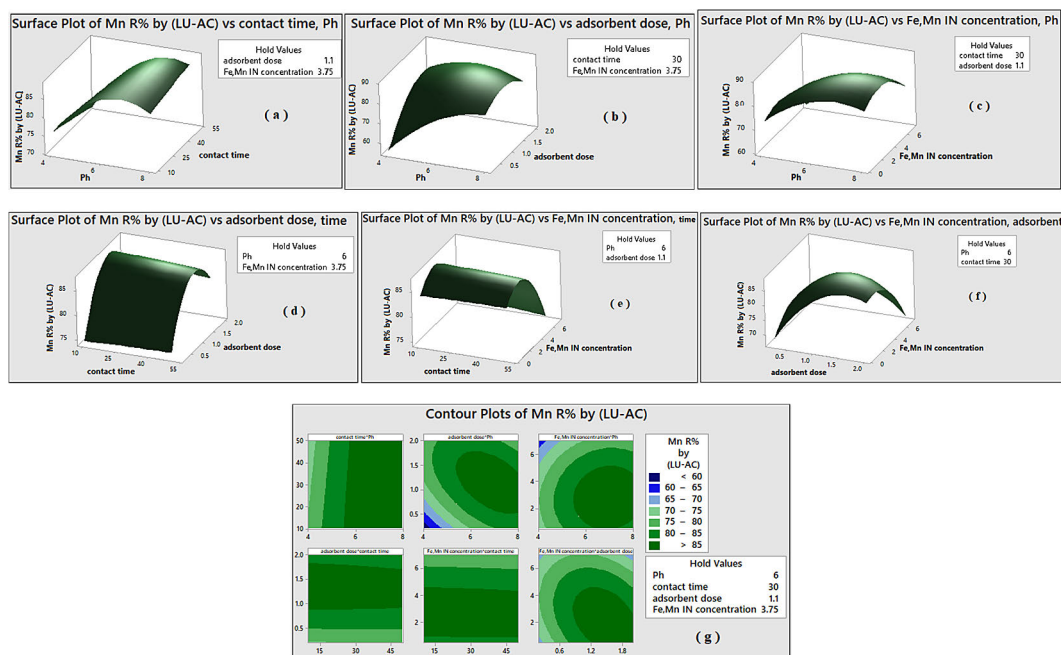 Surface Plot of Mn R% by (LU-AC) vs contact time, Ph
Hold Values
adsorbent dose 1.1
Fe,Mn IN concentration 3.75
Mn R% by (LU-AC)
85
80
75
70
4
6
8
Ph
10
25
40
55
contact time
( a )
Surface Plot of Mn R% by (LU-AC) vs adsorbent dose, Ph
Hold Values
contact time 30
Fe,Mn IN concentration 3.75
Mn R% by (LU-AC)
90
80
70
60
4
6
8
Ph
0.5
1.0
1.5
2.0
adsorbent dose
( b )
Surface Plot of Mn R% by (LU-AC) vs Fe,Mn IN concentration, Ph
Hold Values
contact time 30
adsorbent dose 1.1
Mn R% by (LU-AC)
90
80
70
60
4
6
8
Ph
0
2
4
6
Fe,Mn IN concentration
( c )
Surface Plot of Mn R% by (LU-AC) vs adsorbent dose, time
Hold Values
Ph 6
Fe,Mn IN concentration 3.75
Mn R% by (LU-AC)
85
80
75
10
25
40
55
contact time
0.5
1.0
1.5
2.0
adsorbent dose
( d )
Surface Plot of Mn R% by (LU-AC) vs Fe,Mn IN concentration, time
Hold Values
Ph 6
adsorbent dose 1.1
Mn R% by (LU-AC)
85
80
75
10
25
40
55
contact time
0
2
4
6
Fe,Mn IN concentration
( e )
Surface Plot of Mn R% by (LU-AC) vs Fe,Mn IN concentration, adsorbent
Hold Values
Ph 6
contact time 30
Mn R% by (LU-AC)
85
80
75
70
0.5
1.0
1.5
2.0
adsorbent dose
0
2
4
6
Fe,Mn IN concentration
( f )
Contour Plots of Mn R% by (LU-AC)
contact time*Ph
50
40
30
20
10
4 6 8
adsorbent dose*Ph
2.0
1.5
1.0
0.5
4 6 8
Fe,Mn IN concentration*Ph
6
4
2
4 6 8
adsorbent dose*contact time
2.0
1.5
1.0
0.5
15 30 45
Fe,Mn IN concentration*contact time
6
4
2
15 30 45
Fe,Mn IN concentration*adsorbent dose
6
4
2
0.6 1.2 1.8
Mn R%
by
(LU-AC)
< 60
60 – 65
65 – 70
70 – 75
75 – 80
80 – 85
> 85
Hold Values
Ph 6
contact time 30
adsorbent dose 1.1
Fe,Mn IN concentration 3.75
( g )